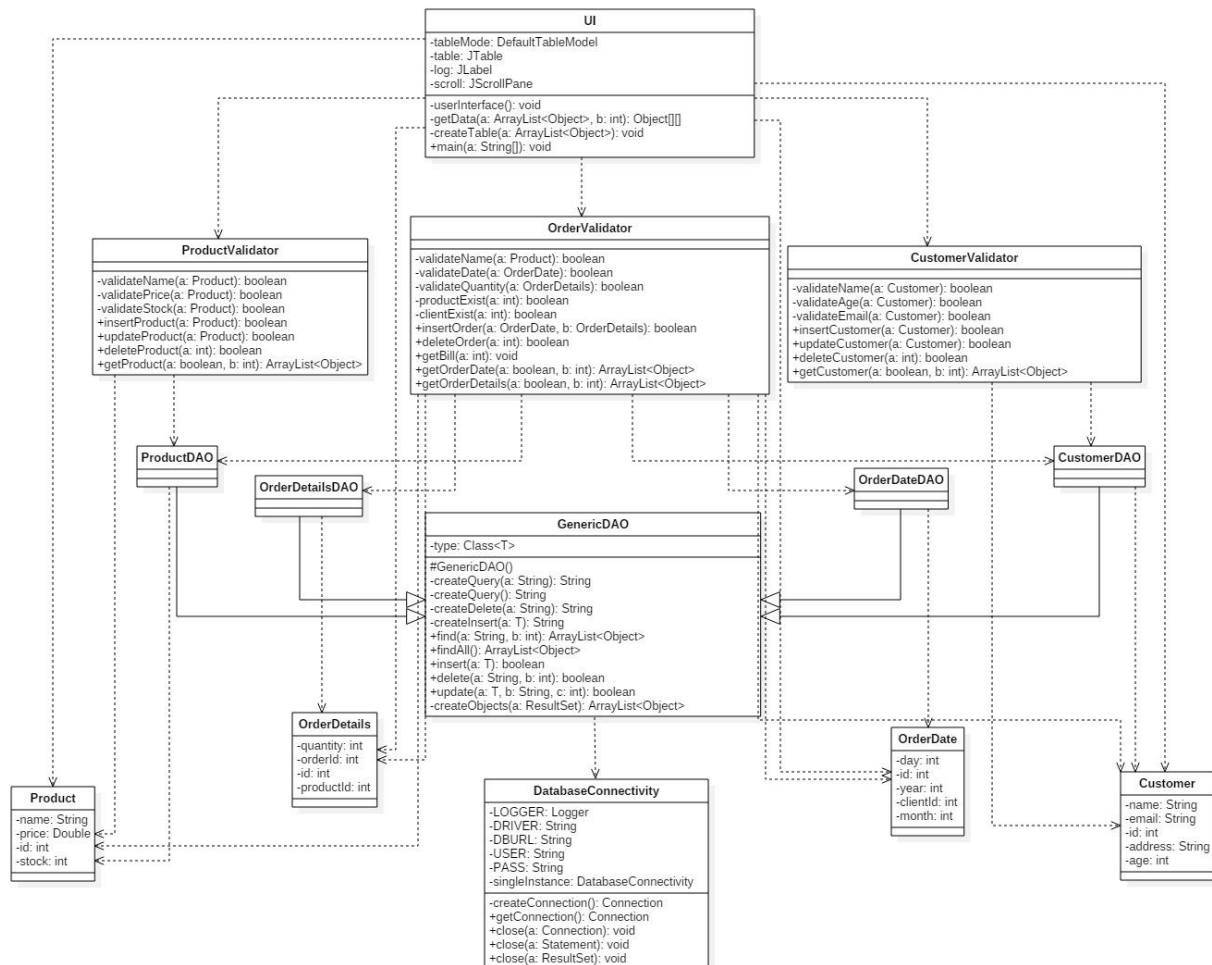 UI
-tableMode: DefaultTableModel
-table: JTable
-log: JLabel
-scroll: JScrollPane
-userInterface(): void
-getData(a: ArrayList<Object>, b: int): Object[][]
-createTable(a: ArrayList<Object>): void
+main(a: String[]): void
ProductValidator
-validateName(a: Product): boolean
-validatePrice(a: Product): boolean
-validateStock(a: Product): boolean
+insertProduct(a: Product): boolean
+updateProduct(a: Product): boolean
+deleteProduct(a: int): boolean
+getProduct(a: boolean, b: int): ArrayList<Object>
OrderValidator
-validateName(a: Product): boolean
-validateDate(a: OrderDate): boolean
-validateQuantity(a: OrderDetails): boolean
-productExist(a: int): boolean
-clientExist(a: int): boolean
+insertOrder(a: OrderDate, b: OrderDetails): boolean
+deleteOrder(a: int): boolean
+getBill(a: int): void
+getOrderDate(a: boolean, b: int): ArrayList<Object>
+getOrderDetails(a: boolean, b: int): ArrayList<Object>
CustomerValidator
-validateName(a: Customer): boolean
-validateAge(a: Customer): boolean
-validateEmail(a: Customer): boolean
+insertCustomer(a: Customer): boolean
+updateCustomer(a: Customer): boolean
+deleteCustomer(a: int): boolean
+getCustomer(a: boolean, b: int): ArrayList<Object>
ProductDAO
OrderDetailsDAO
OrderDateDAO
CustomerDAO
GenericDAO
-type: Class<T>
#GenericDAO()
-createQuery(a: String): String
-createQuery(): String
-createDelete(a: String): String
-createInsert(a: T): String
+find(a: String, b: int): ArrayList<Object>
+findAll(): ArrayList<Object>
+insert(a: T): boolean
+delete(a: String, b: int): boolean
+update(a: T, b: String, c: int): boolean
-createObjects(a: ResultSet): ArrayList<Object>
OrderDetails
-quantity: int
-orderId: int
-id: int
-productId: int
OrderDate
-day: int
-id: int
-year: int
-clientId: int
-month: int
Product
-name: String
-price: Double
-id: int
-stock: int
Customer
-name: String
-email: String
-id: int
-address: String
-age: int
DatabaseConnectivity
-LOGGER: Logger
-DRIVER: String
-DBURL: String
-USER: String
-PASS: String
-singleInstance: DatabaseConnectivity
-createConnection(): Connection
+getConnection(): Connection
+close(a: Connection): void
+close(a: Statement): void
+close(a: ResultSet): void